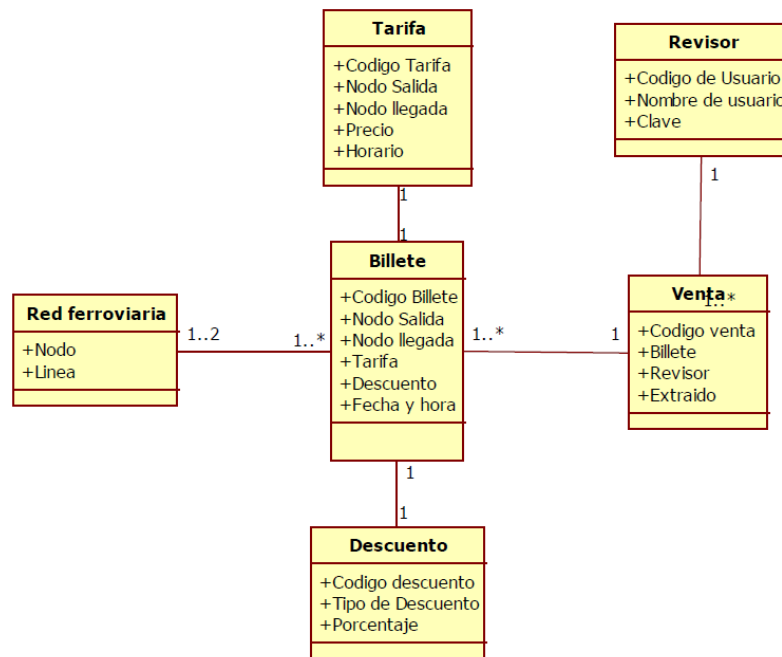 Tarifa
+Codigo Tarifa
+Nodo Salida
+Nodo llegada
+Precio
+Horario
Revisor
+Codigo de Usuario
+Nombre de usuario
+Clave
1
1
1
Billete
+Codigo Billete
+Nodo Salida
+Nodo llegada
+Tarifa
+Descuento
+Fecha y hora
Red ferroviaria
+Nodo
+Linea
1..2
1..*
1..*
1
Venta
1..*
+Codigo venta
+Billete
+Revisor
+Extraido
1
1
Descuento
+Codigo descuento
+Tipo de Descuento
+Porcentaje